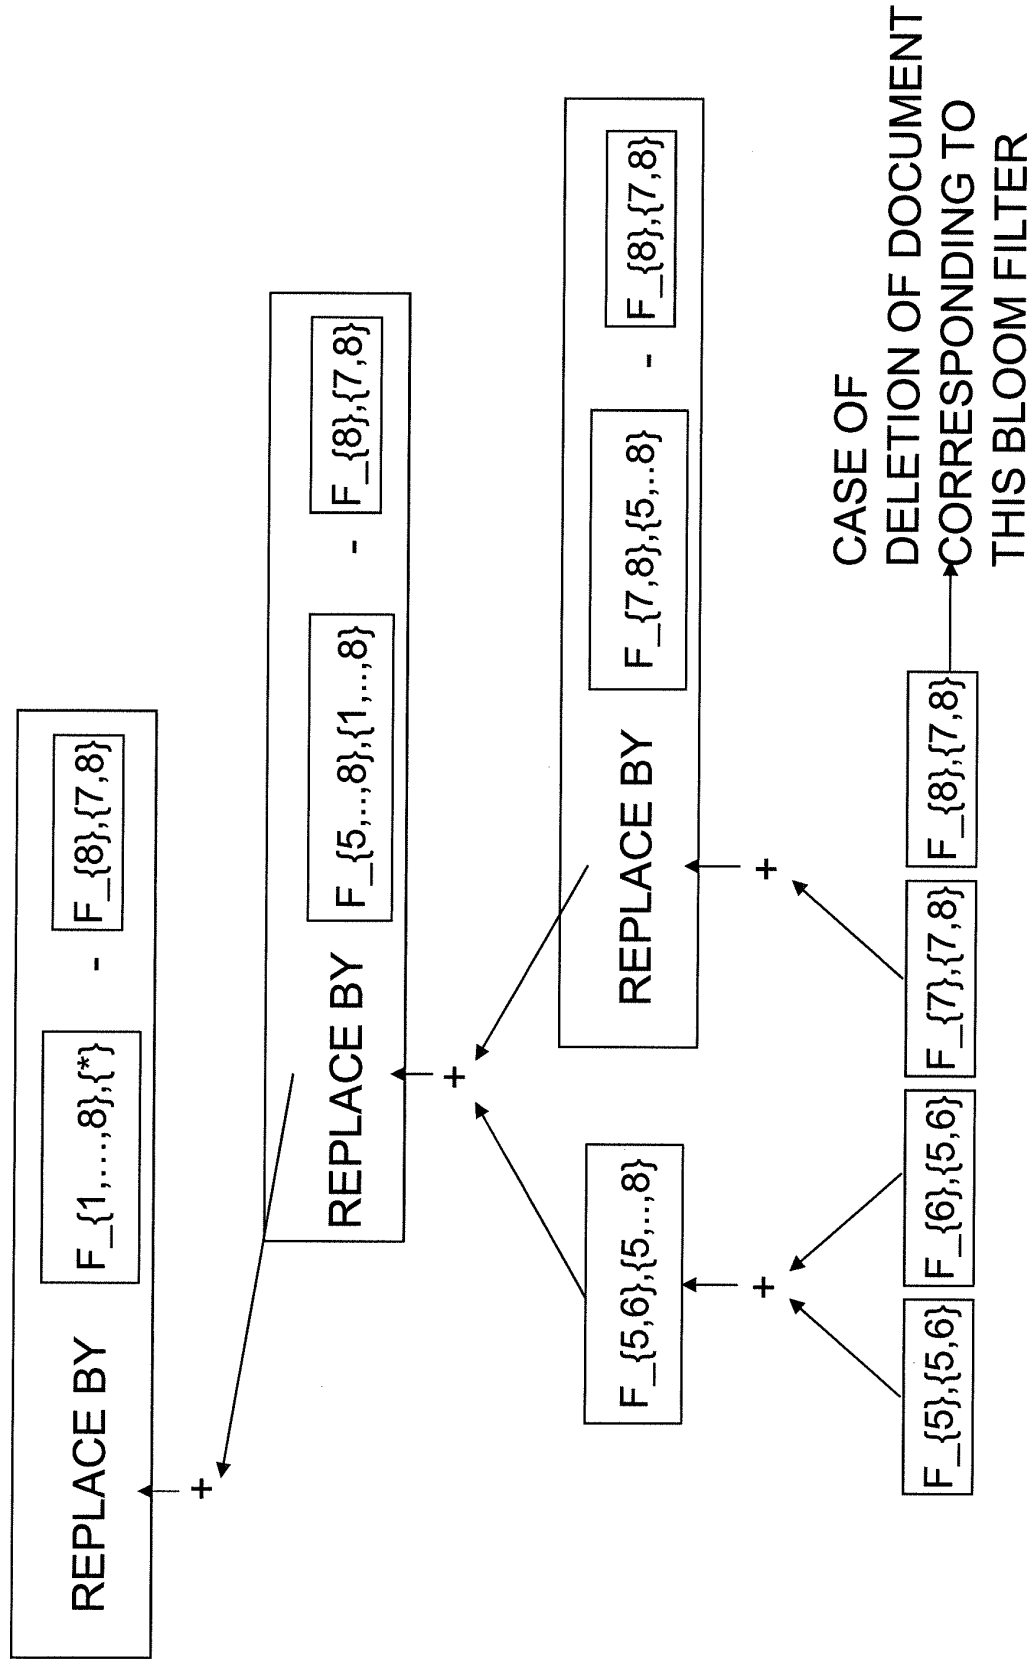 REPLACE BY F_{1,...,8},{*} - F_{8},{7,8}
+
REPLACE BY F_{5,..,8},{1,..,8} - F_{8},{7,8}
+
F_{5,6},{5,..,8}
REPLACE BY F_{7,8},{5,..8} - F_{8},{7,8}
+ +
F_{5},{5,6} F_{6},{5,6} F_{7},{7,8} F_{8},{7,8}
CASE OF
DELETION OF DOCUMENT
CORRESPONDING TO
THIS BLOOM FILTER